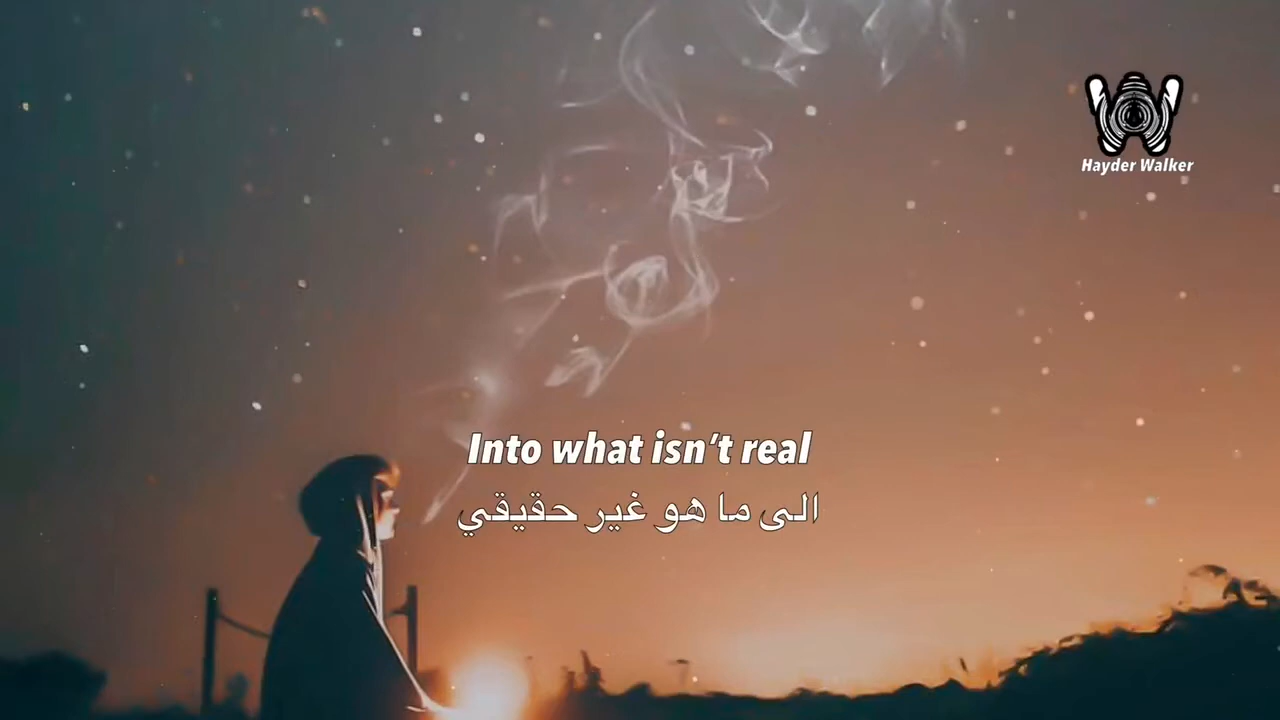 Hayder Walker
Into what isn’t real
الى ما هو غير حقيقي